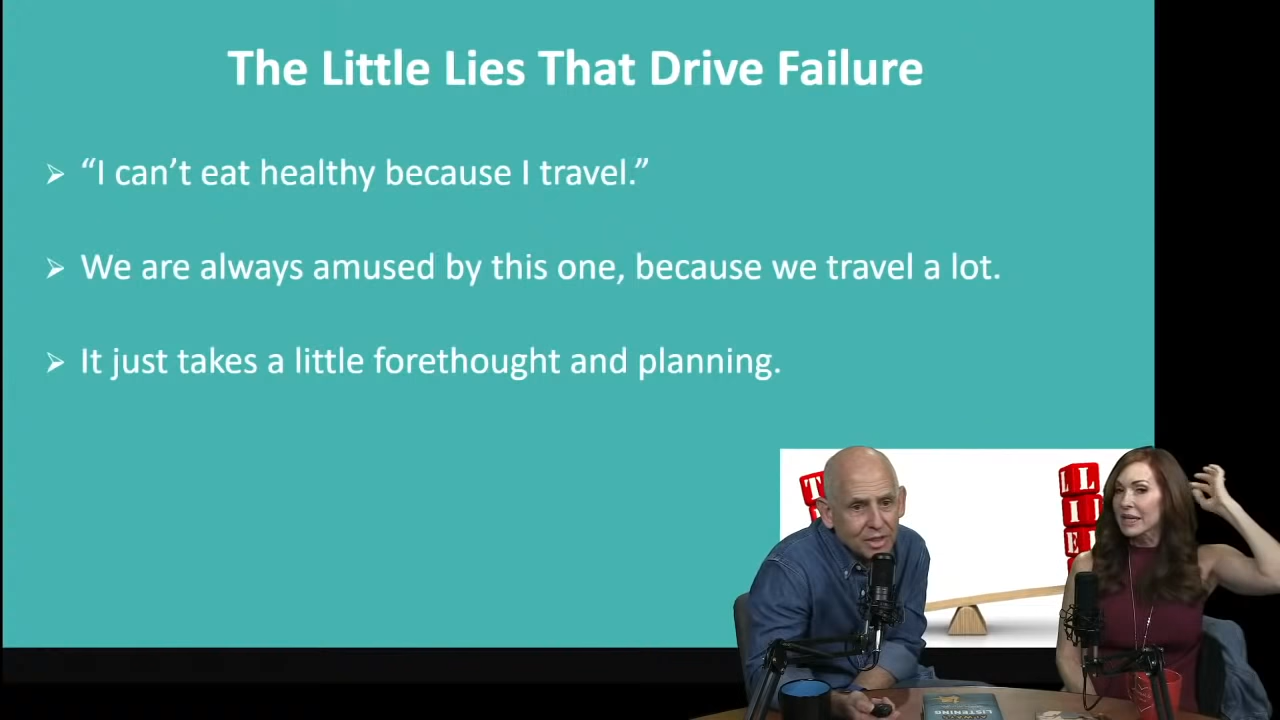 The Little Lies That Drive Failure
“I can’t eat healthy because I travel.”
We are always amused by this one, because we travel a lot.
It just takes a little forethought and planning.
T
L L
I
E
LISTENING